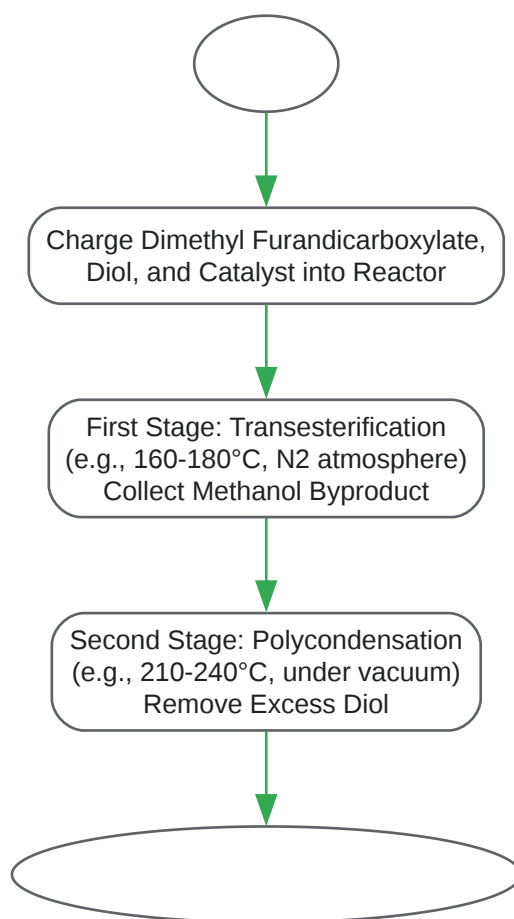 Charge Dimethyl Furandicarboxylate,
Diol, and Catalyst into Reactor
First Stage: Transesterification
(e.g., 160-180°C, N2 atmosphere)
Collect Methanol Byproduct
Second Stage: Polycondensation
(e.g., 210-240°C, under vacuum)
Remove Excess Diol